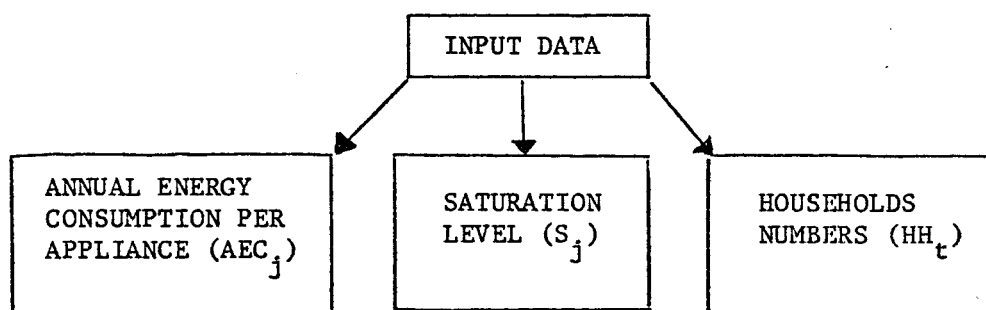 INPUT DATA
ANNUAL ENERGY
CONSUMPTION PER
APPLIANCE (AEC_j)
SATURATION
LEVEL (S_j)
HOUSEHOLDS
NUMBERS (HH_t)